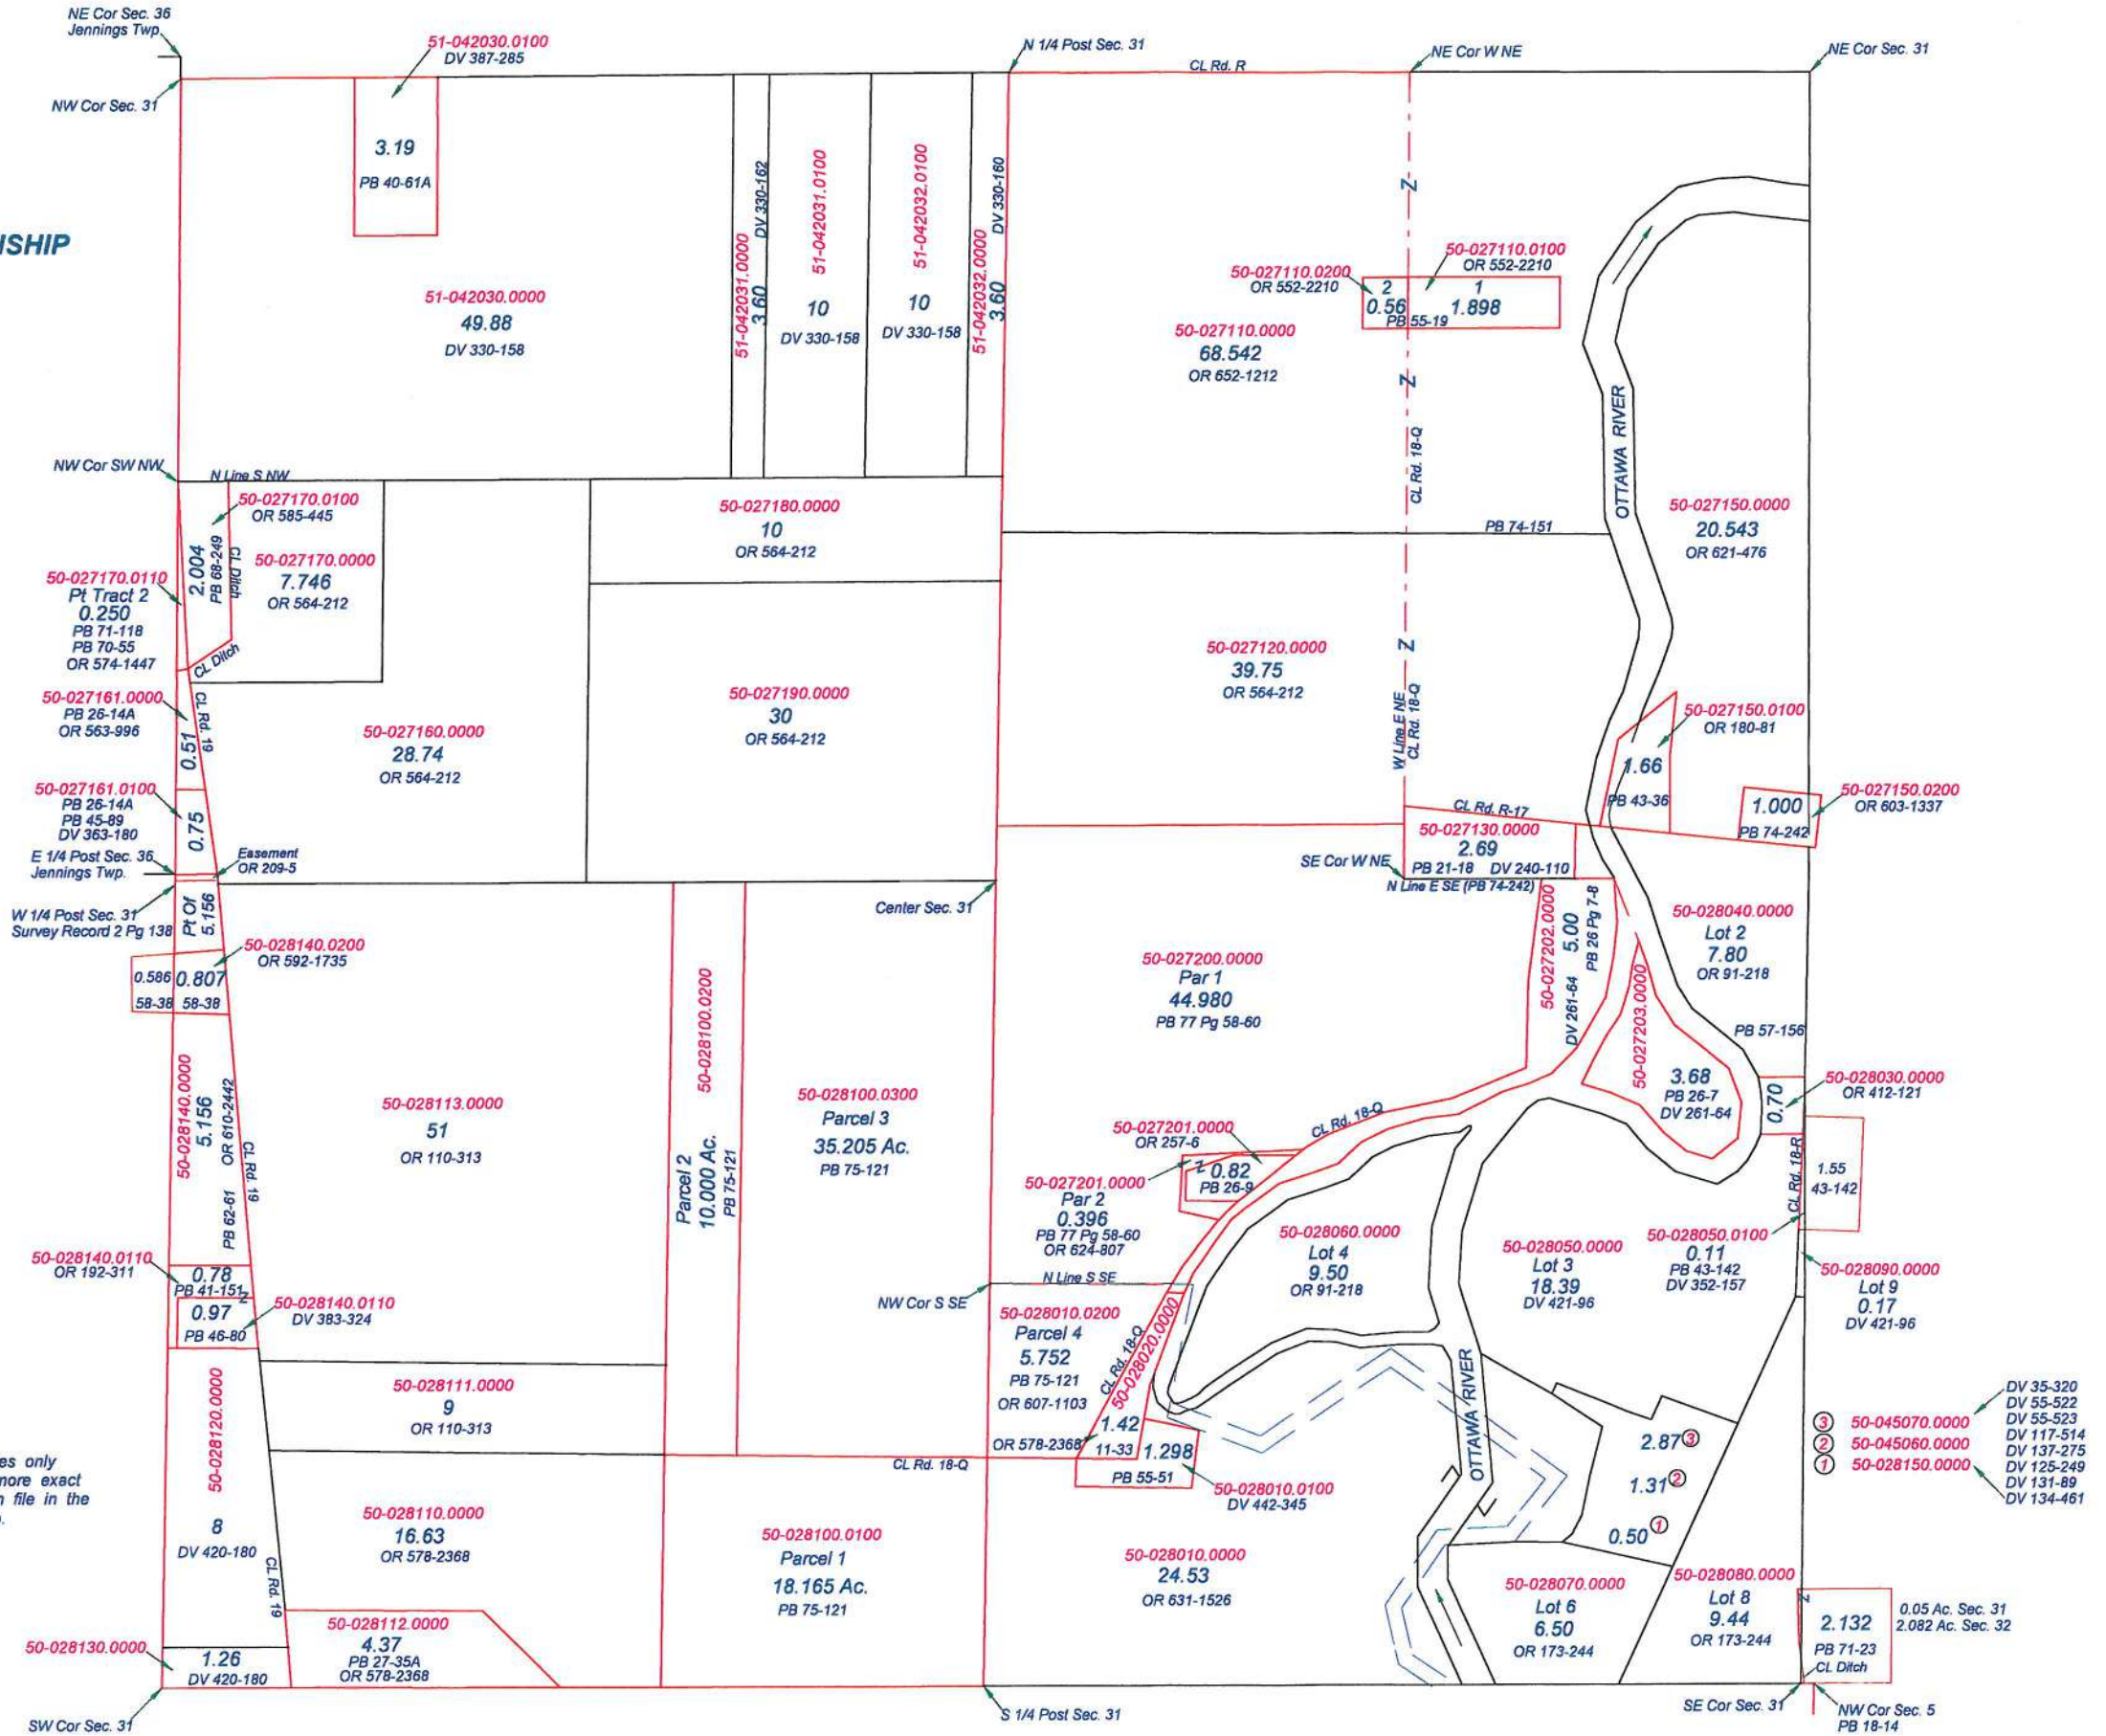 NE Cor Sec. 36
Jennings Twp
NW Cor Sec. 31
51-042030.0100
DV 387-285
N 1/4 Post Sec. 31
CL Rd. R
NE Cor W NE
NE Cor Sec. 31
3.19
PB 40-61A
51-042030.0000
49.88
DV 330-158
51-042031.0000
3.60
DV 330-162
51-042031.0100
10
DV 330-158
51-042032.0100
10
DV 330-158
51-042032.0000
3.60
DV 330-160
Z
Z
50-027110.0200
OR 552-2210
50-027110.0100
OR 552-2210
2
0.56
1
1.898
PB 55-19
50-027110.0000
68.542
OR 652-1212
CL Rd. 18-Q
OTTAWA RIVER
NW Cor SW NW
N Line S NW
50-027170.0100
OR 585-445
2.004
PB 68-249
CL Ditch
50-027170.0000
7.746
OR 564-212
50-027180.0000
10
OR 564-212
PB 74-151
50-027150.0000
20.543
OR 621-476
50-027170.0110
Pt Tract 2
0.250
PB 71-118
PB 70-55
OR 574-1447
CL Ditch
50-027161.0000
PB 26-14A
OR 563-996
0.51
CL Rd. 19
50-027160.0000
28.74
OR 564-212
50-027190.0000
30
OR 564-212
50-027120.0000
39.75
OR 564-212
Z
W Line E NE
CL Rd. 18-Q
50-027150.0100
OR 180-81
1.66
PB 43-36
50-027161.0100
PB 26-14A
PB 45-89
DV 363-180
0.75
1.000
PB 74-242
50-027150.0200
OR 603-1337
CL Rd. R-17
50-027130.0000
2.69
PB 21-18 DV 240-110
SE Cor W NE
N Line E SE (PB 74-242)
E 1/4 Post Sec. 36
Jennings Twp.
Easement
OR 209-5
W 1/4 Post Sec. 31
Survey Record 2 Pg 138
Pt Of
5.156
Center Sec. 31
50-028140.0200
OR 592-1735
0.586
58-38
0.807
58-38
50-027200.0000
Par 1
44.980
PB 77 Pg 58-60
50-027202.0000
DV 261-64 5.00
PB 26 Pg 7-8
50-028040.0000
Lot 2
7.80
OR 91-218
50-027203.0000
PB 57-156
3.68
PB 26-7
DV 261-64
0.70
50-028030.0000
OR 412-121
50-028140.0000
5.156
PB 62-61 OR 610-2442
CL Rd. 19
50-028113.0000
51
OR 110-313
Parcel 2
10.000 Ac.
PB 75-121
50-028100.0200
50-028100.0300
Parcel 3
35.205 Ac.
PB 75-121
50-027201.0000
OR 257-6
Z
0.82
PB 26-9
CL Rd. 18-Q
50-027201.0000
Par 2
0.396
PB 77 Pg 58-60
OR 624-807
CL Rd. 18-R
1.55
43-142
50-028060.0000
Lot 4
9.50
OR 91-218
50-028050.0000
Lot 3
18.39
DV 421-96
50-028050.0100
0.11
PB 43-142
DV 352-157
50-028090.0000
Lot 9
0.17
DV 421-96
50-028140.0110
OR 192-311
0.78
PB 41-151
Z
0.97
PB 46-80
50-028140.0110
DV 383-324
N Line S SE
NW Cor S SE
50-028010.0200
Parcel 4
5.752
PB 75-121
OR 607-1103
CL Rd. 18-Q
50-028020.0000
1.42
11-33
OR 578-2368
1.298
PB 55-51
50-028010.0100
DV 442-345
CL Rd. 18-Q
50-028111.0000
9
OR 110-313
50-028120.0000
8
DV 420-180
CL Rd. 19
50-028110.0000
16.63
OR 578-2368
50-028100.0100
Parcel 1
18.165 Ac.
PB 75-121
50-028010.0000
24.53
OR 631-1526
OTTAWA RIVER
2.87 3
1.31 2
0.50 1
3 50-045070.0000
2 50-045060.0000
1 50-028150.0000
DV 35-320
DV 55-522
DV 55-523
DV 117-514
DV 137-275
DV 125-249
DV 131-89
DV 134-461
50-028070.0000
Lot 6
6.50
OR 173-244
50-028080.0000
Lot 8
9.44
OR 173-244
Z
2.132
PB 71-23
CL Ditch
0.05 Ac. Sec. 31
2.082 Ac. Sec. 32
50-028130.0000
1.26
DV 420-180
50-028112.0000
4.37
PB 27-35A
OR 578-2368
SW Cor Sec. 31
S 1/4 Post Sec. 31
SE Cor Sec. 31
NW Cor Sec. 5
PB 18-14
only
more exact
file in the